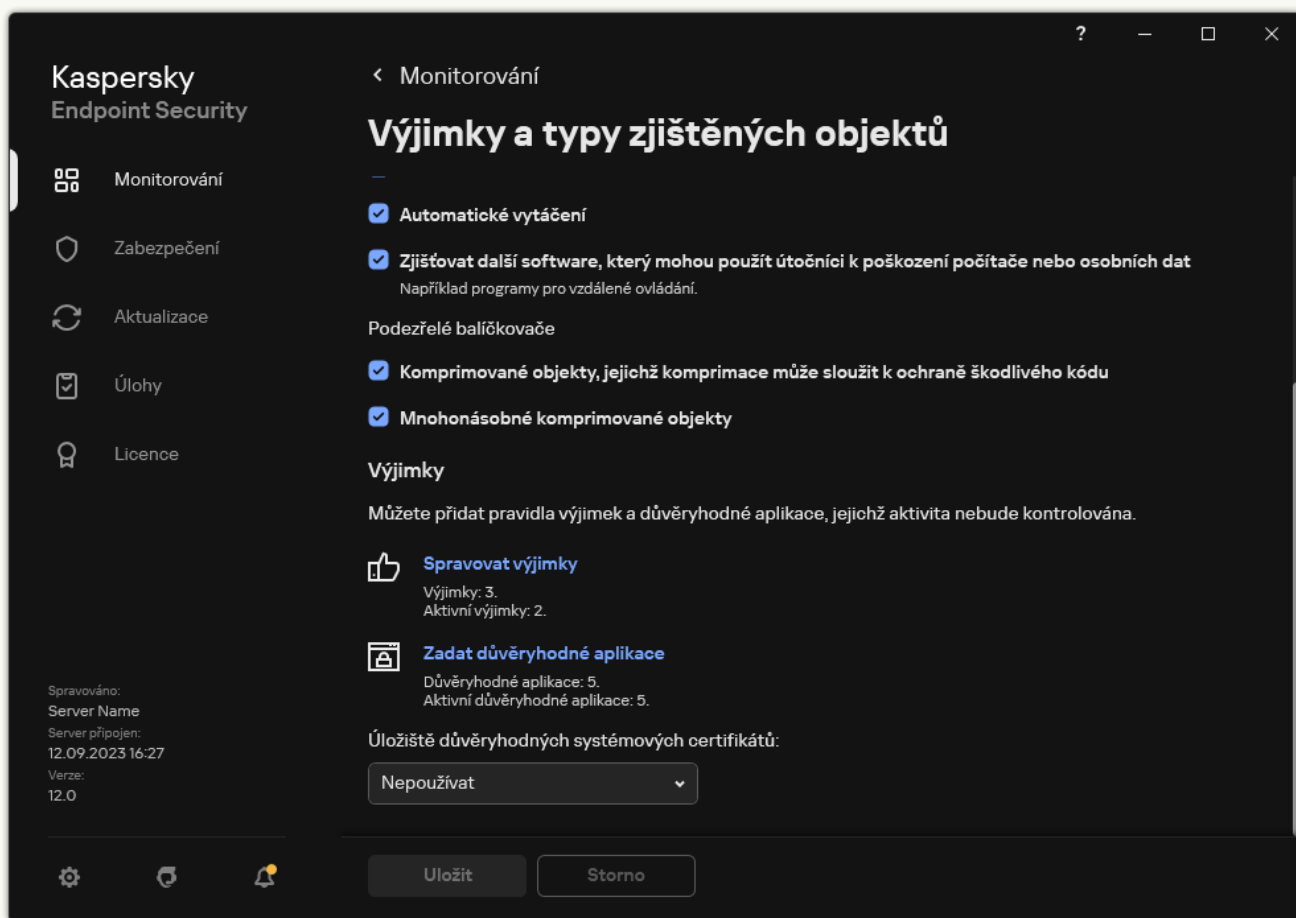 ?
Kaspersky
Endpoint Security
Monitorování
Zabezpečení
Aktualizace
Úlohy
Licence
Spravováno:
Server Name
Server připojen:
12.09.2023 16:27
Verze:
12.0
Monitorování
Výjimky a typy zjištěných objektů
Automatické vytáčení
Zjišťovat další software, který mohou použít útočníci k poškození počítače nebo osobních dat
Například programy pro vzdálené ovládání.
Podezřelé balíčkovače
Komprimované objekty, jejichž komprimace může sloužit k ochraně škodlivého kódu
Mnohonásobné komprimované objekty
Výjimky
Můžete přidat pravidla výjimek a důvěryhodné aplikace, jejichž aktivita nebude kontrolována.
Spravovat výjimky
Výjimky: 3.
Aktivní výjimky: 2.
Zadat důvěryhodné aplikace
Důvěryhodné aplikace: 5.
Aktivní důvěryhodné aplikace: 5.
Úložiště důvěryhodných systémových certifikátů:
Nepoužívat
Uložit
Storno